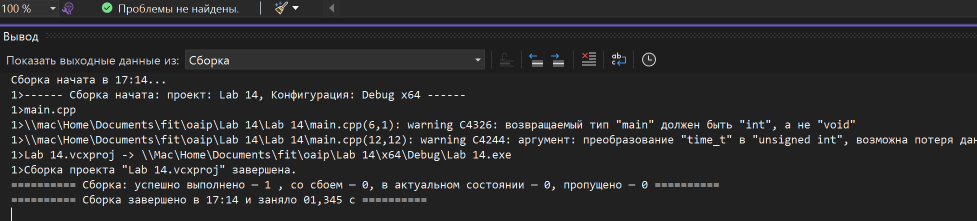 100 %
Проблемы не найдены.
Вывод
Показать выходные данные из: Сборка
Сборка начата в 17:14...
1>------ Сборка начата: проект: Lab 14, Конфигурация: Debug x64 ------
1>main.cpp
1>\\mac\Home\Documents\fit\oaip\Lab 14\Lab 14\main.cpp(6,1): warning C4326: возвращаемый тип "main" должен быть "int", а не "void"
1>\\mac\Home\Documents\fit\oaip\Lab 14\Lab 14\main.cpp(12,12): warning C4244: аргумент: преобразование "time_t" в "unsigned int", возможна потеря
1>Lab 14.vcxproj -> \\Mac\Home\Documents\fit\oaip\Lab 14\x64\Debug\Lab 14.exe
1>Сборка проекта "Lab 14.vcxproj" завершена.
========== Сборка: успешно выполнено — 1 , со сбоем — 0, в актуальном состоянии — 0, пропущено — 0 ==========
========== Сборка завершено в 17:14 и заняло 01,345 с ==========